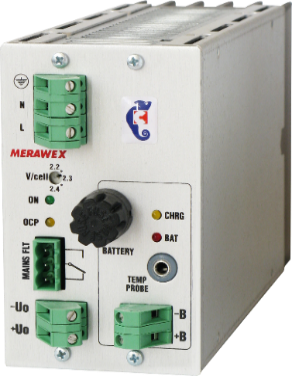 N
L
MERAWEX
2.2
V/cell 2.3
2.4
ON
OCP
CHRG
BATTERY
BAT
MAINS FLT
TEMP
PROBE
-Uo
+Uo
-B
+B